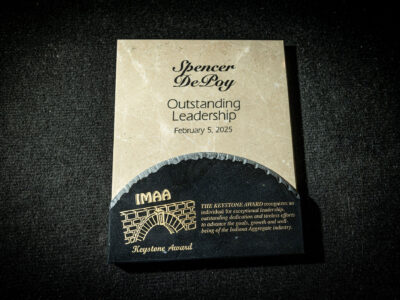 Spencer
DePoy
Outstanding
Leadership
February 5, 2025
IMAA
Keystone Award
THE KEYSTONE AWARD recognizes an
individual for exceptional leadership,
outstanding dedication and tireless efforts
to advance the goals, growth and well-
being of the Indiana Aggregate industry.